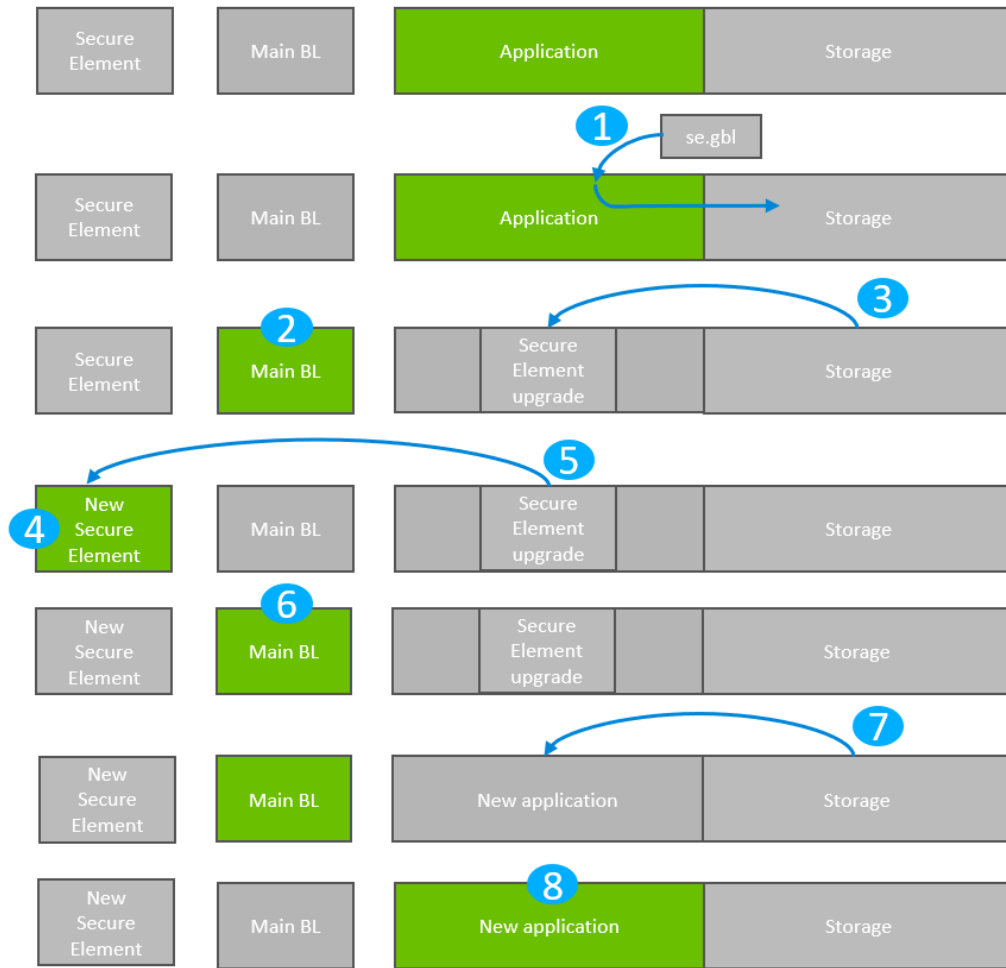 Secure
Element
Main BL
Application
Storage
1
se.gbl
Secure
Element
Main BL
Application
Storage
2
3
Secure
Element
Main BL
Secure
Element
upgrade
Storage
5
4
New
Secure
Element
Main BL
Secure
Element
upgrade
Storage
6
New
Secure
Element
Main BL
Secure
Element
upgrade
Storage
7
New
Secure
Element
Main BL
New application
Storage
8
New
Secure
Element
Main BL
New application
Storage